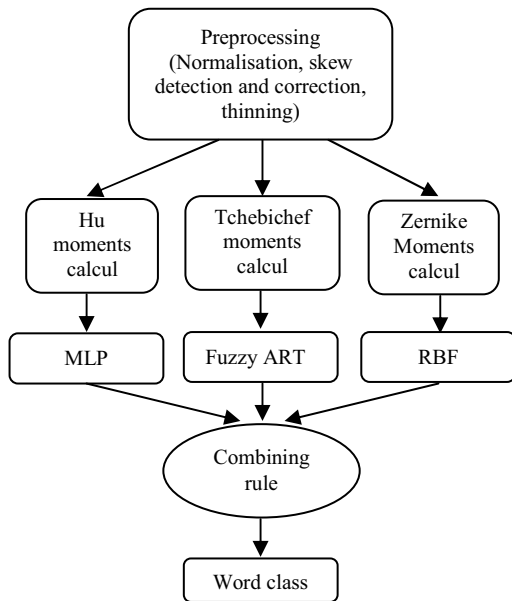 Preprocessing
(Normalisation, skew
detection and correction,
thinning)
Hu
moments
calcul
Tchebichef
moments
calcul
Zernike
Moments
calcul
MLP
Fuzzy ART
RBF
Combining
rule
Word class